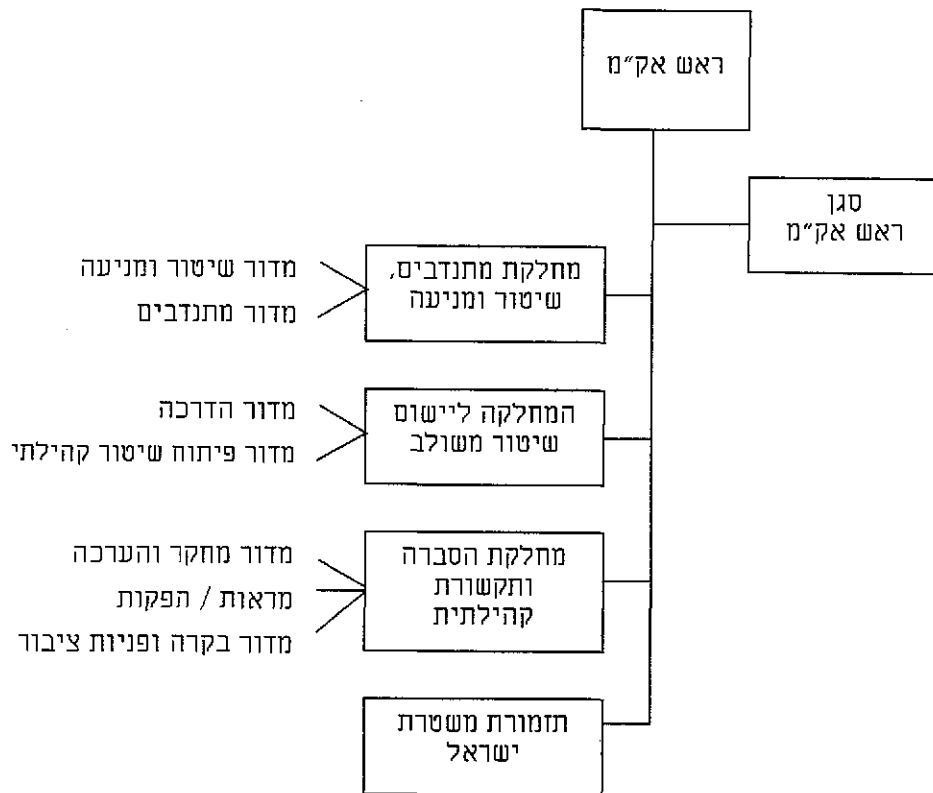 ראש אק״מ
סגן
ראש אק״מ
מחלקת מתנדבים,
שיטור ומניעה
מדור שיטור ומניעה
מדור מתנדבים
המחלקה ליישום
שיטור משולב
מדור הדרכה
מדור פיתוח שיטור קהילתי
מחלקת הסברה
ותקשורת
קהילתית
מדור מחקר והערכה
מראות / הפקות
מדור בקרה ופניות ציבור
תזמורת משטרת
ישראל